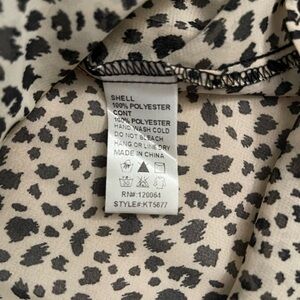 SHELL
100% POLYESTER
CONT
100% POLYESTER
HAND WASH COLD
DO NOT BLEACH
HANG OR LINE DRY
MADE IN CHINA
RN#: 120064
STYLE#:KT5677